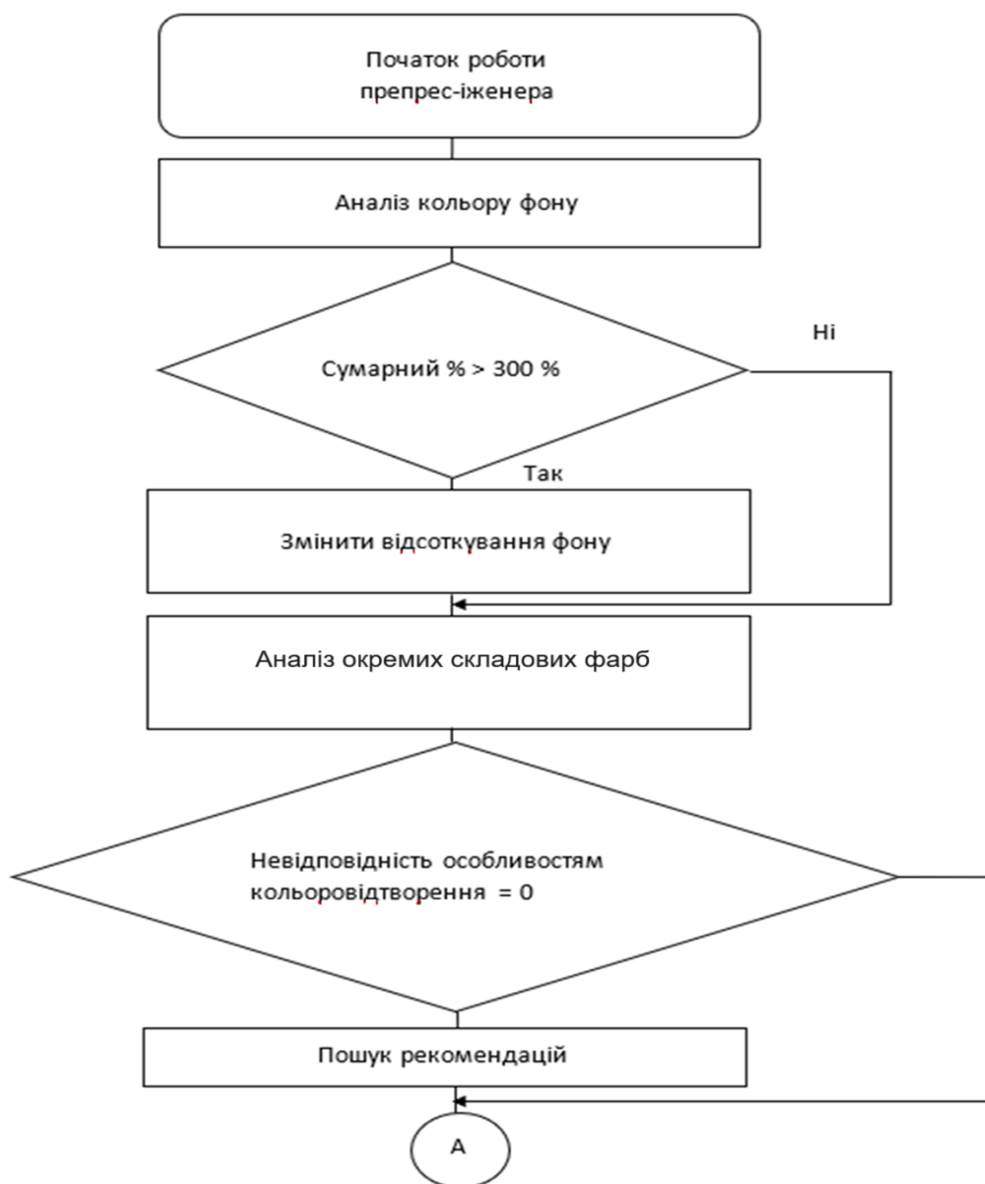 Початок роботи
препрес-іженера
Аналіз кольору фону
Ні
Сумарний % > 300 %
Так
Змінити відсоткування фону
Аналіз окремих складових фарб
Невідповідність особливостям
кольоровідтворення = 0
Пошук рекомендацій
А